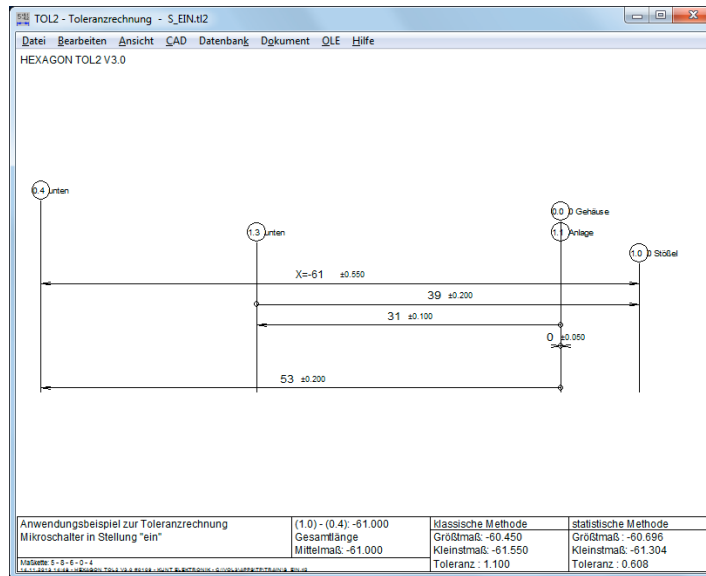 TOL2 - Toleranzrechnung - S_EIN.tl2
Datei Bearbeiten Ansicht CAD Datenbank Dokument OLE Hilfe
HEXAGON TOL2 V3.0
0.4 unten
0.0 0 Gehäuse
1.3 unten
1.1 Anlage
1.0 0 Stößel
X=-61 ±0.550
39 ±0.200
31 ±0.100
0 ±0.050
53 ±0.200
Anwendungsbeispiel zur Toleranzrechnung
Mikroschalter in Stellung "ein"
Maßkette: 5 - 8 - 6 - 0 - 4
(1.0) - (0.4): -61.000
Gesamtlänge
Mittelmaß: -61.000
klassische Methode
Größtmaß: -60.450
Kleinstmaß: -61.550
Toleranz : 1.100
statistische Methode
Größtmaß : -60.696
Kleinstmaß: -61.304
Toleranz : 0.608